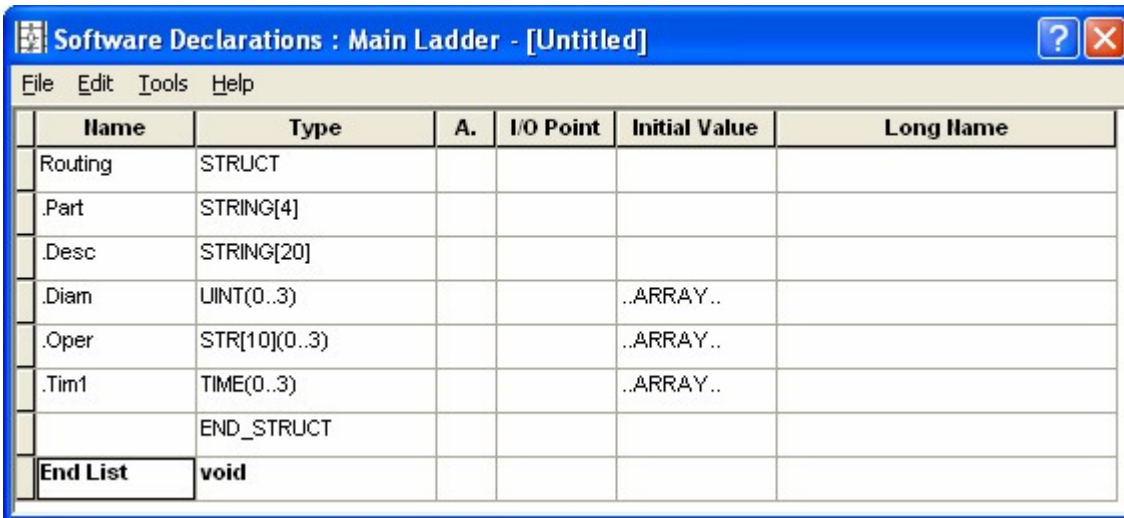 Software Declarations : Main Ladder - [Untitled]
File Edit Tools Help
Name Type A. I/O Point Initial Value Long Name
Routing STRUCT
.Part STRING[4]
.Desc STRING[20]
.Diam UINT(0..3) ..ARRAY..
.Oper STR[10](0..3) ..ARRAY..
.Tim1 TIME(0..3) ..ARRAY..
END_STRUCT
End List void